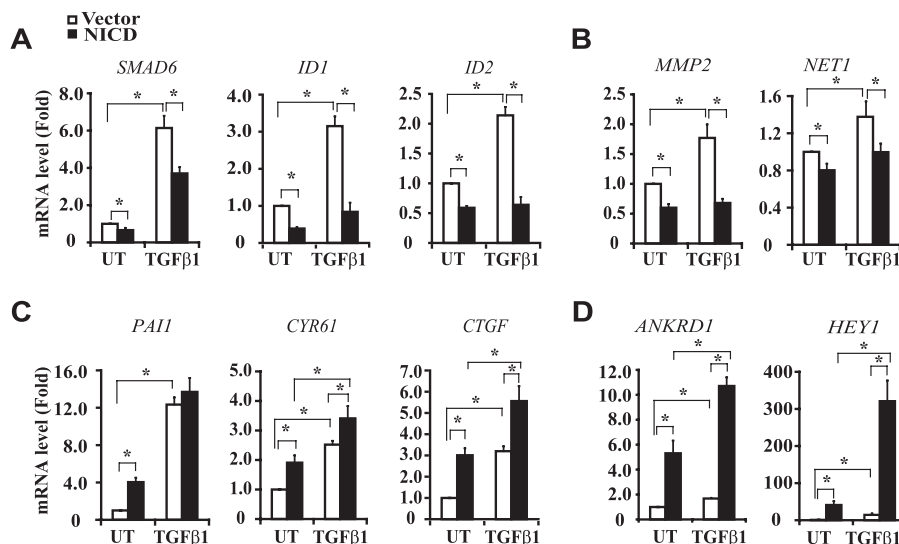 Vector
NICD
A
B
SMAD6
ID1
ID2
MMP2
NET1
mRNA level (Fold)
6.0
4.0
2.0
0
4.0
3.0
2.0
1.0
0
2.5
2.0
1.5
1.0
0.5
0
2.5
2.0
1.5
1.0
0.5
0
1.6
1.2
0.8
0.4
0
* * * * * * * * * * * * * * *
UT TGFβ1 UT TGFβ1 UT TGFβ1 UT TGFβ1 UT TGFβ1
C
D
PAI1
CYR61
CTGF
ANKRD1
HEY1
mRNA level (Fold)
16.0
12.0
8.0
4.0
0
5.0
4.0
3.0
2.0
1.0
0
7.0
6.0
5.0
4.0
3.0
2.0
1.0
0
12.0
10.0
8.0
6.0
4.0
2.0
0
400
300
200
100
0
* * * * * * * * * * * * * * * * * *
UT TGFβ1 UT TGFβ1 UT TGFβ1 UT TGFβ1 UT TGFβ1